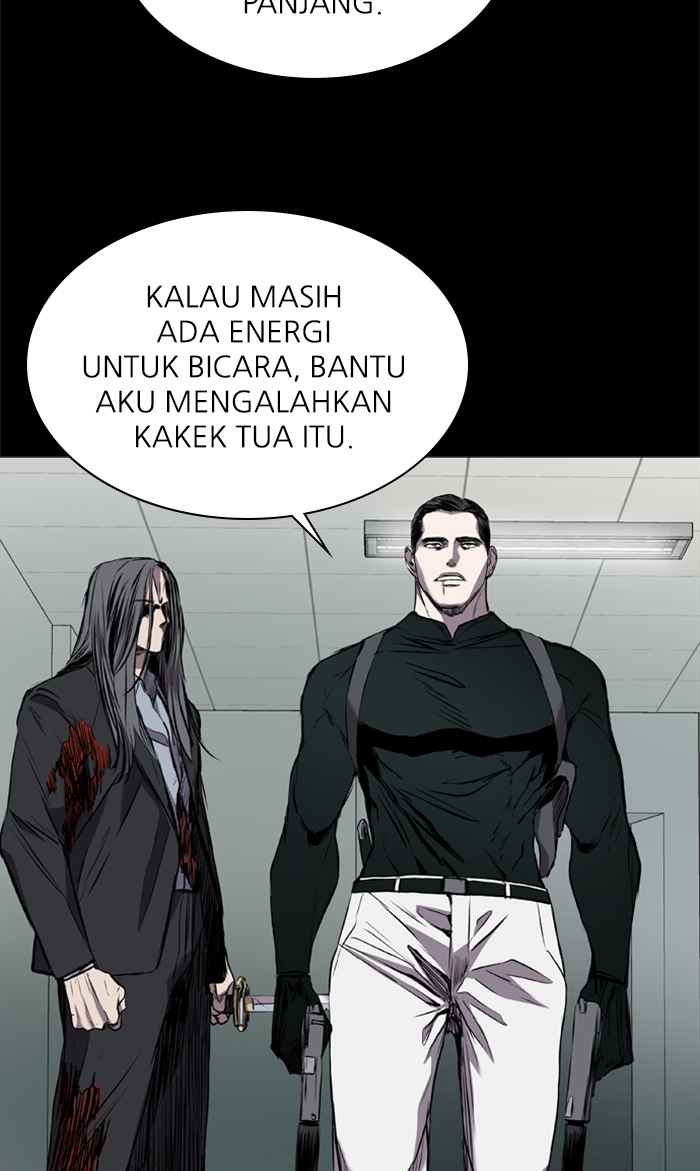 PANJANG.
KALAU MASIH
ADA ENERGI
UNTUK BICARA, BANTU
AKU MENGALAHKAN
KAKEK TUA ITU.